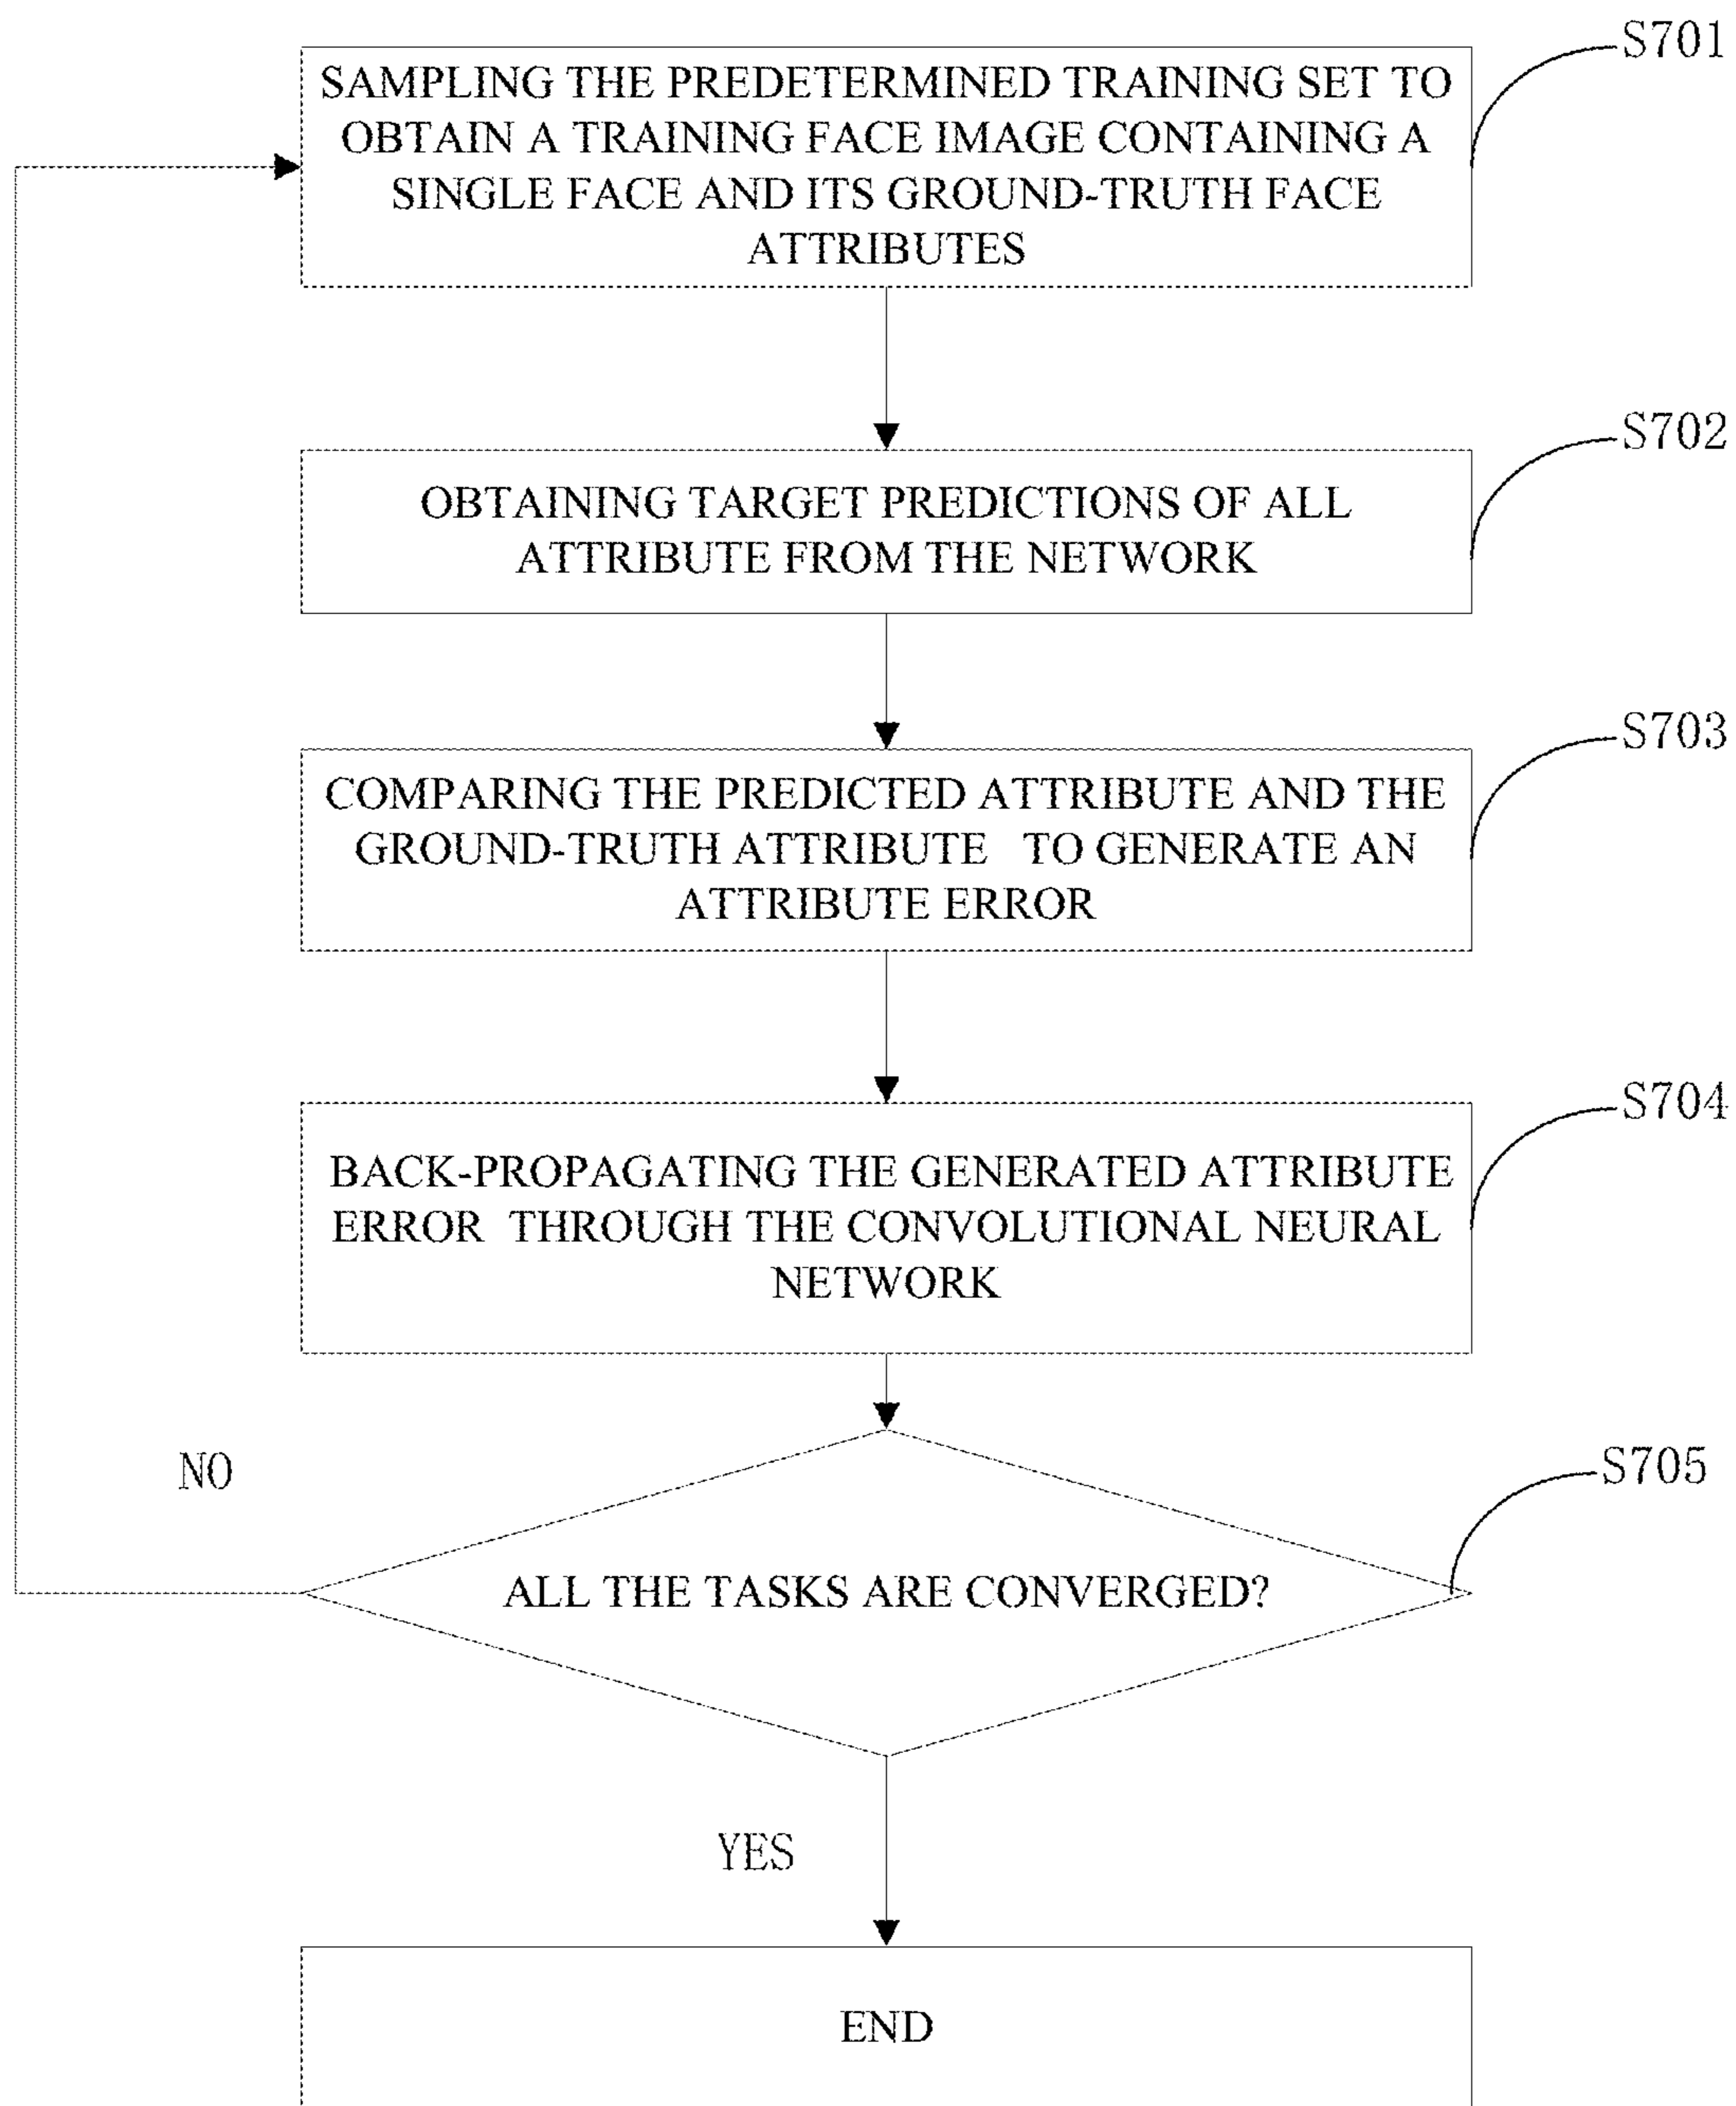 S701
SAMPLING THE PREDETERMINED TRAINING SET TO
OBTAIN A TRAINING FACE IMAGE CONTAINING A
SINGLE FACE AND ITS GROUND-TRUTH FACE
ATTRIBUTES
S702
OBTAINING TARGET PREDICTIONS OF ALL
ATTRIBUTE FROM THE NETWORK
S703
COMPARING THE PREDICTED ATTRIBUTE AND THE
GROUND-TRUTH ATTRIBUTE TO GENERATE AN
ATTRIBUTE ERROR
S704
BACK-PROPAGATING THE GENERATED ATTRIBUTE
ERROR THROUGH THE CONVOLUTIONAL NEURAL
NETWORK
NO
S705
ALL THE TASKS ARE CONVERGED?
YES
END